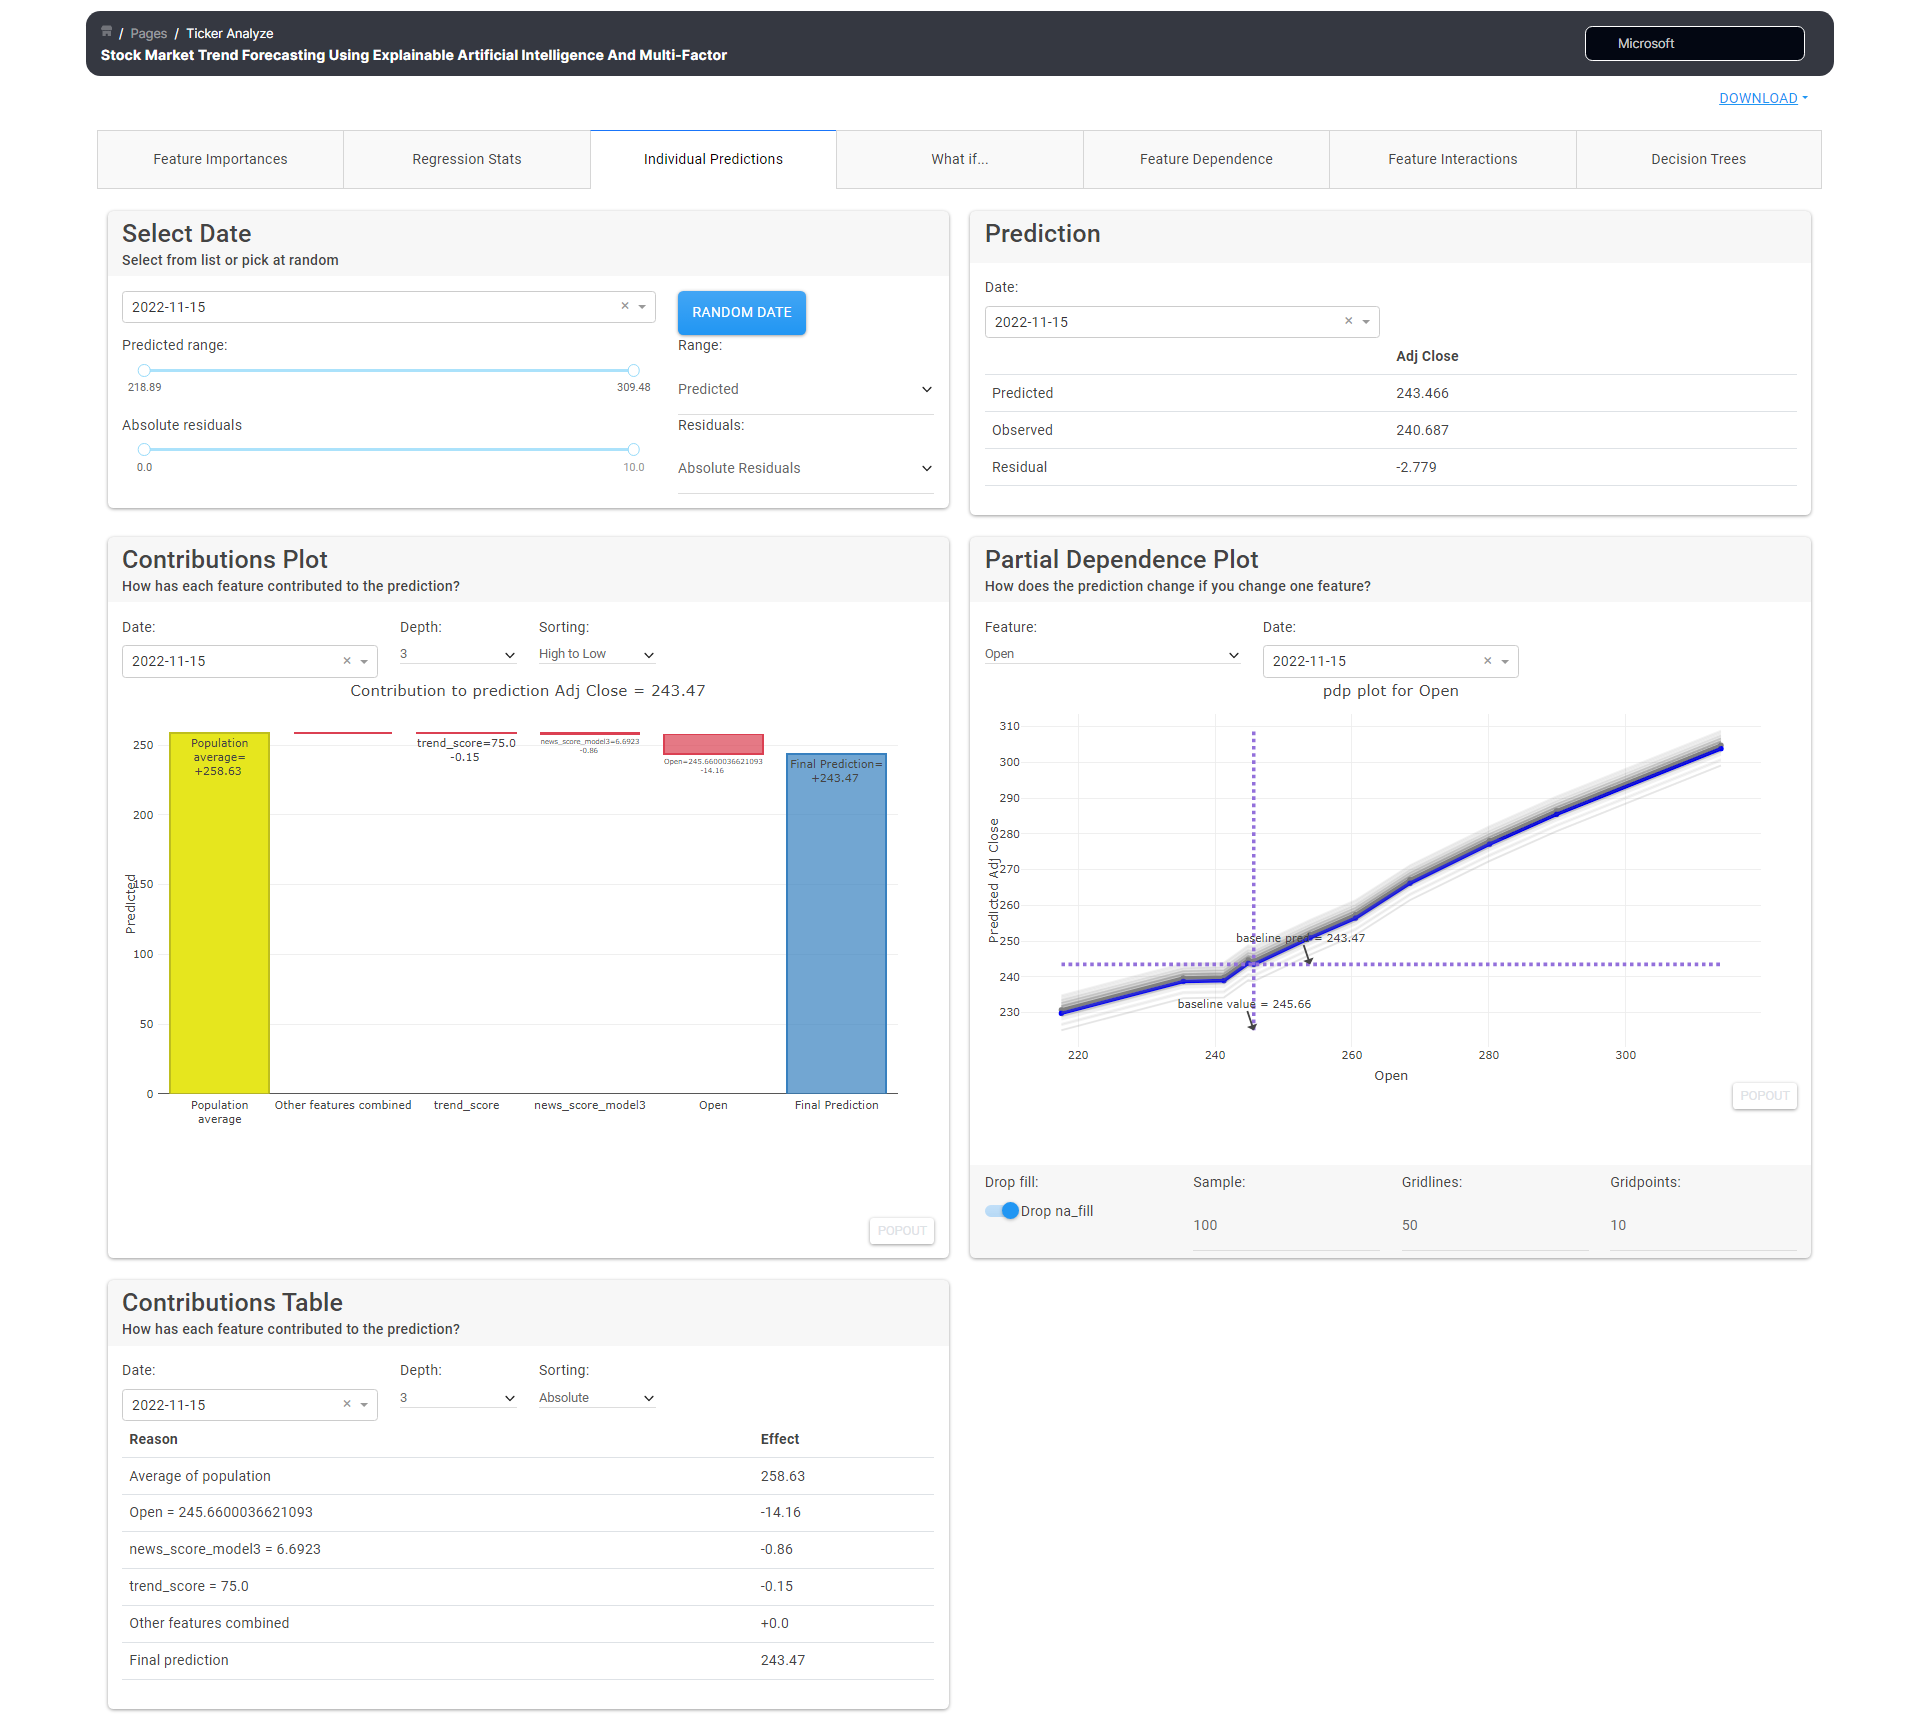 / Pages / Ticker Analyze
Stock Market Trend Forecasting Using Explainable Artificial Intelligence And Multi-Factor
Microsoft
DOWNLOAD
Feature Importances
Regression Stats
Individual Predictions
What if...
Feature Dependence
Feature Interactions
Decision Trees
Select Date
Select from list or pick at random
2022-11-15 ×
RANDOM DATE
Predicted range:
218.89 309.48
Range:
Predicted
Absolute residuals
0.0 10.0
Residuals:
Absolute Residuals
Prediction
Date:
2022-11-15 ×
Adj Close
Predicted 243.466
Observed 240.687
Residual -2.779
Contributions Plot
How has each feature contributed to the prediction?
Date: Depth: Sorting:
2022-11-15 × 3 High to Low
Contribution to prediction Adj Close = 243.47
Predicted
250
200
150
100
50
0
Population
average=
+258.63
trend_score=75.0
-0.15
news_score_model3=6.6923
-0.86
Open=245.6600036621093
-14.16
Final Prediction=
+243.47
Population
average
Other features combined
trend_score
news_score_model3
Open
Final Prediction
POPOUT
Partial Dependence Plot
How does the prediction change if you change one feature?
Feature: Date:
Open 2022-11-15 ×
pdp plot for Open
Predicted Adj Close
310
300
290
280
270
260
250
240
230
baseline pred = 243.47
baseline value = 245.66
220 240 260 280 300
Open
POPOUT
Drop fill: Sample: Gridlines: Gridpoints:
Drop na_fill 100 50 10
Contributions Table
How has each feature contributed to the prediction?
Date: Depth: Sorting:
2022-11-15 × 3 Absolute
Reason Effect
Average of population 258.63
Open = 245.6600036621093 -14.16
news_score_model3 = 6.6923 -0.86
trend_score = 75.0 -0.15
Other features combined +0.0
Final prediction 243.47